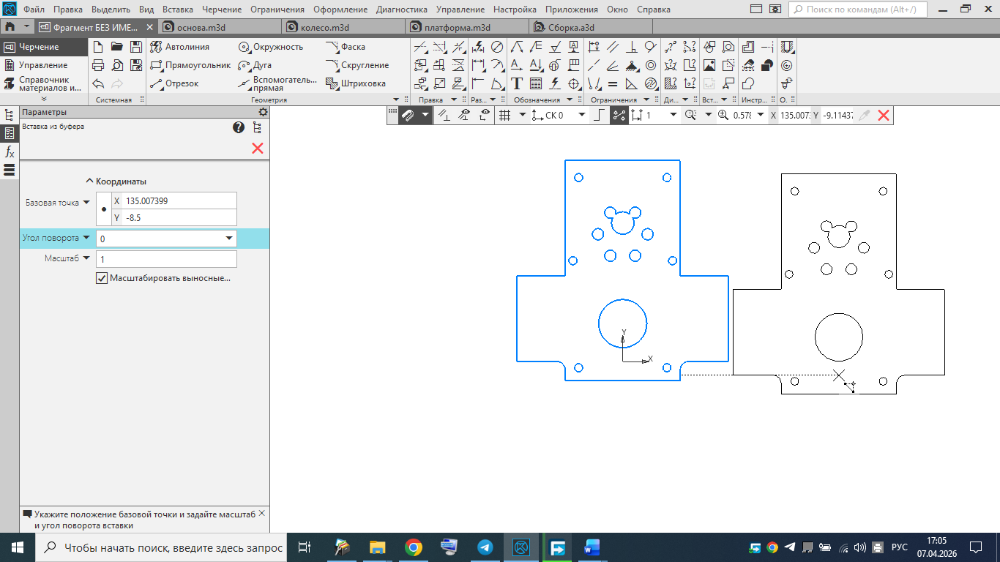 Файл Правка Выделить Вид Вставка Черчение Ограничения Оформление Диагностика Управление Настройка Приложения Окно Справка Поиск по командам (Alt+/)
Фрагмент БЕЗ ИМЕ... основа.m3d колесо.m3d платформа.m3d Сборка.a3d
Черчение
Управление
Справочник материалов и...
Системная
Автолиния Окружность Фаска
Прямоугольник Дуга Скругление
Отрезок Вспомогатель... прямая Штриховка
Геометрия
Правка Раз... Обозначения Ограничения Ди... Вст... Инстр... О.
Параметры
Вставка из буфера
СК 0 1 0.578 X 135.007 Y -9.1143
Координаты
Базовая точка X 135.007399
Y -8.5
Угол поворота 0
Масштаб 1
Масштабировать выносные...
Y
X
Укажите положение базовой точки и задайте масштаб
и угол поворота вставки
Чтобы начать поиск, введите здесь запрос
РУС
17:05
07.04.2026